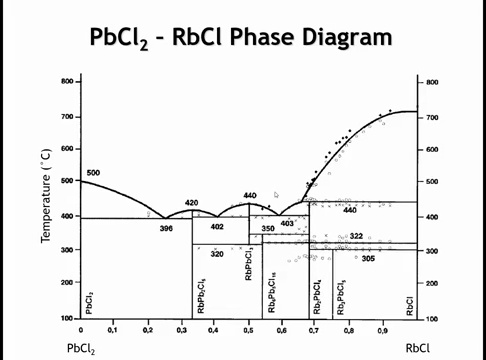 PbCl₂ – RbCl Phase Diagram
800
700
600
500
400
300
200
100
Temperature (°C)
800
700
600
500
400
300
200
100
500
396
420
402
440
403
350
320
440
322
305
PbCl₂
RbPb₂Cl₅
RbPbCl₃
Rb₂PbCl₄
RbCl
0 0,1 0,2 0,3 0,4 0,5 0,6 0,7 0,8 0,9
PbCl₂
RbCl